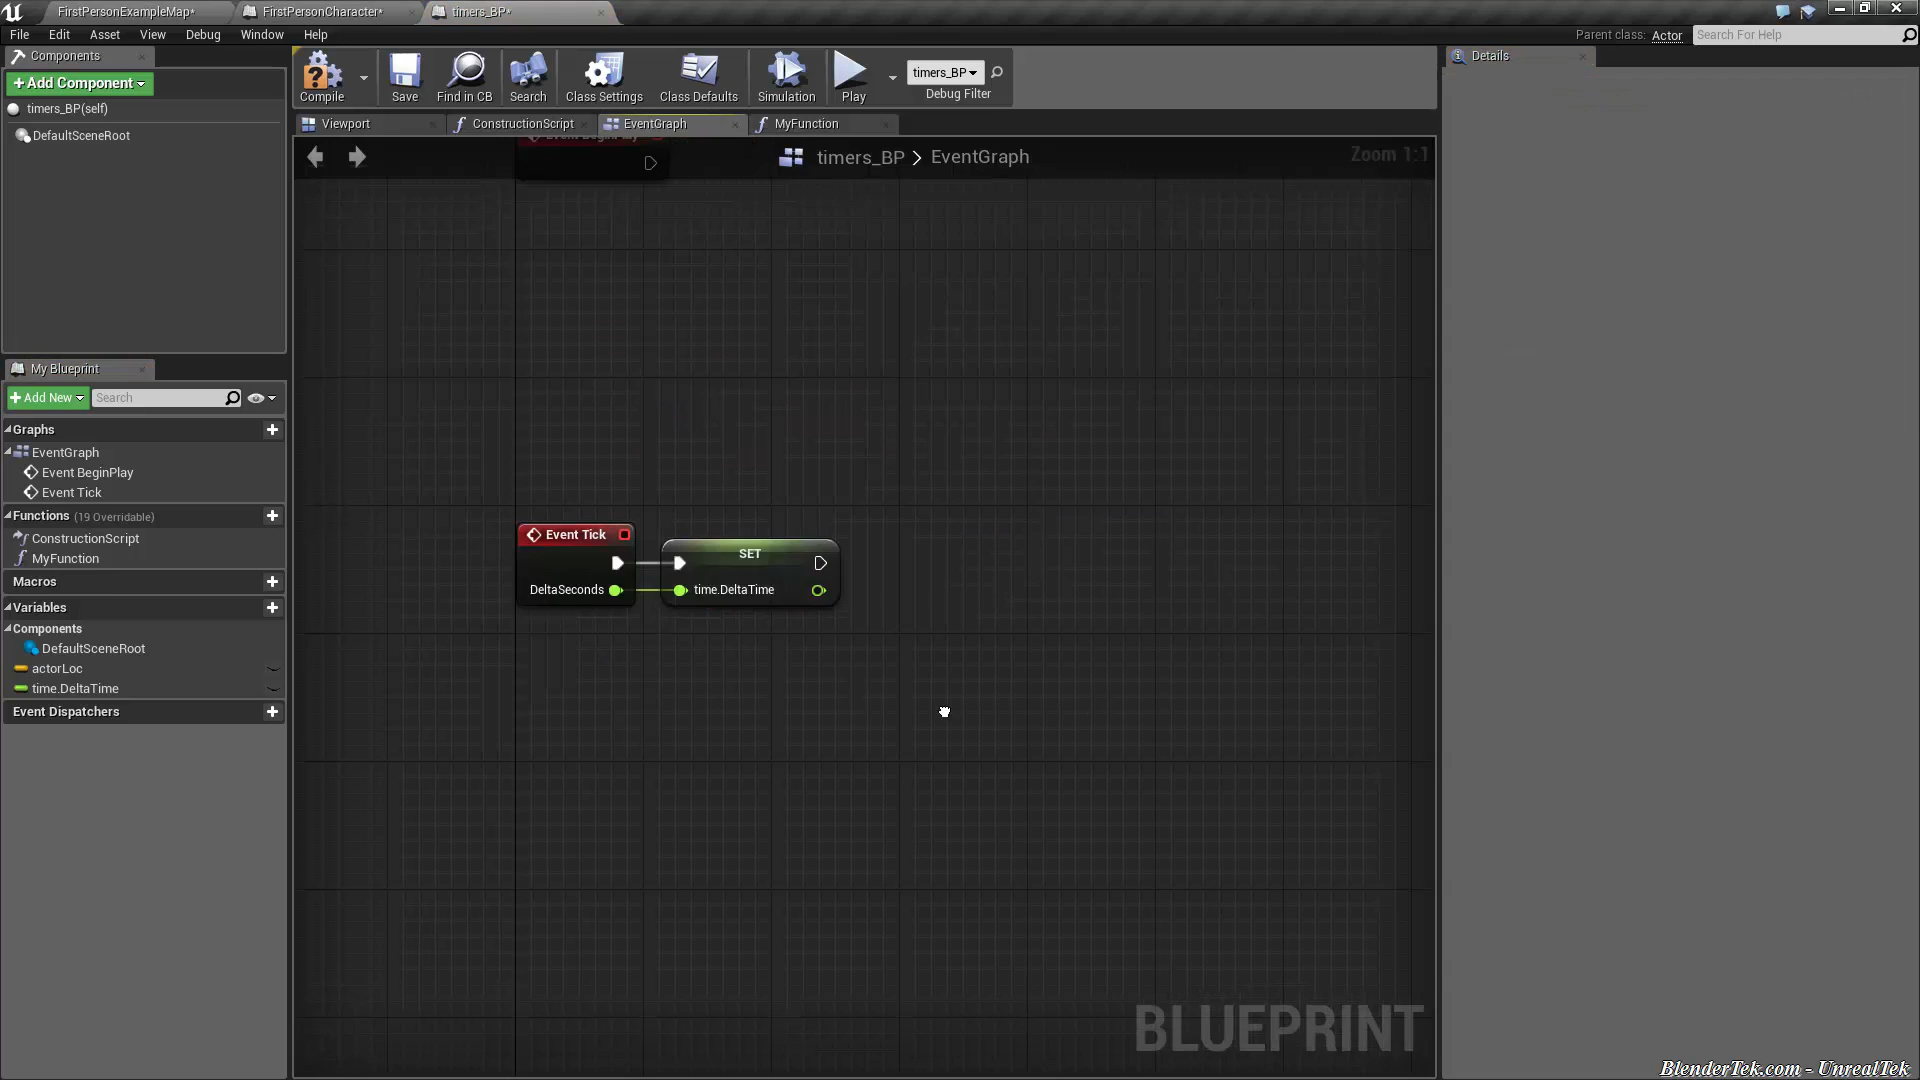 FirstPersonExampleMap*
FirstPersonCharacter*
timers_BP*
File Edit Asset View Debug Window Help
Parent class: Actor
Search For Help
Components
+Add Component
timers_BP(self)
DefaultSceneRoot
Compile
Save
Find in CB
Search
Class Settings
Class Defaults
Simulation
Play
timers_BP
Debug Filter
Details
Viewport
ConstructionScript
EventGraph
MyFunction
timers_BP > EventGraph
Zoom 1:1
Event BeginPlay
My Blueprint
+Add New
Search
Graphs
EventGraph
Event BeginPlay
Event Tick
Functions (19 Overridable)
ConstructionScript
MyFunction
Macros
Variables
Components
DefaultSceneRoot
actorLoc
time.DeltaTime
Event Dispatchers
Event Tick
DeltaSeconds
SET
time.DeltaTime
BLUEPRINT
BlenderTek.com - UnrealTek